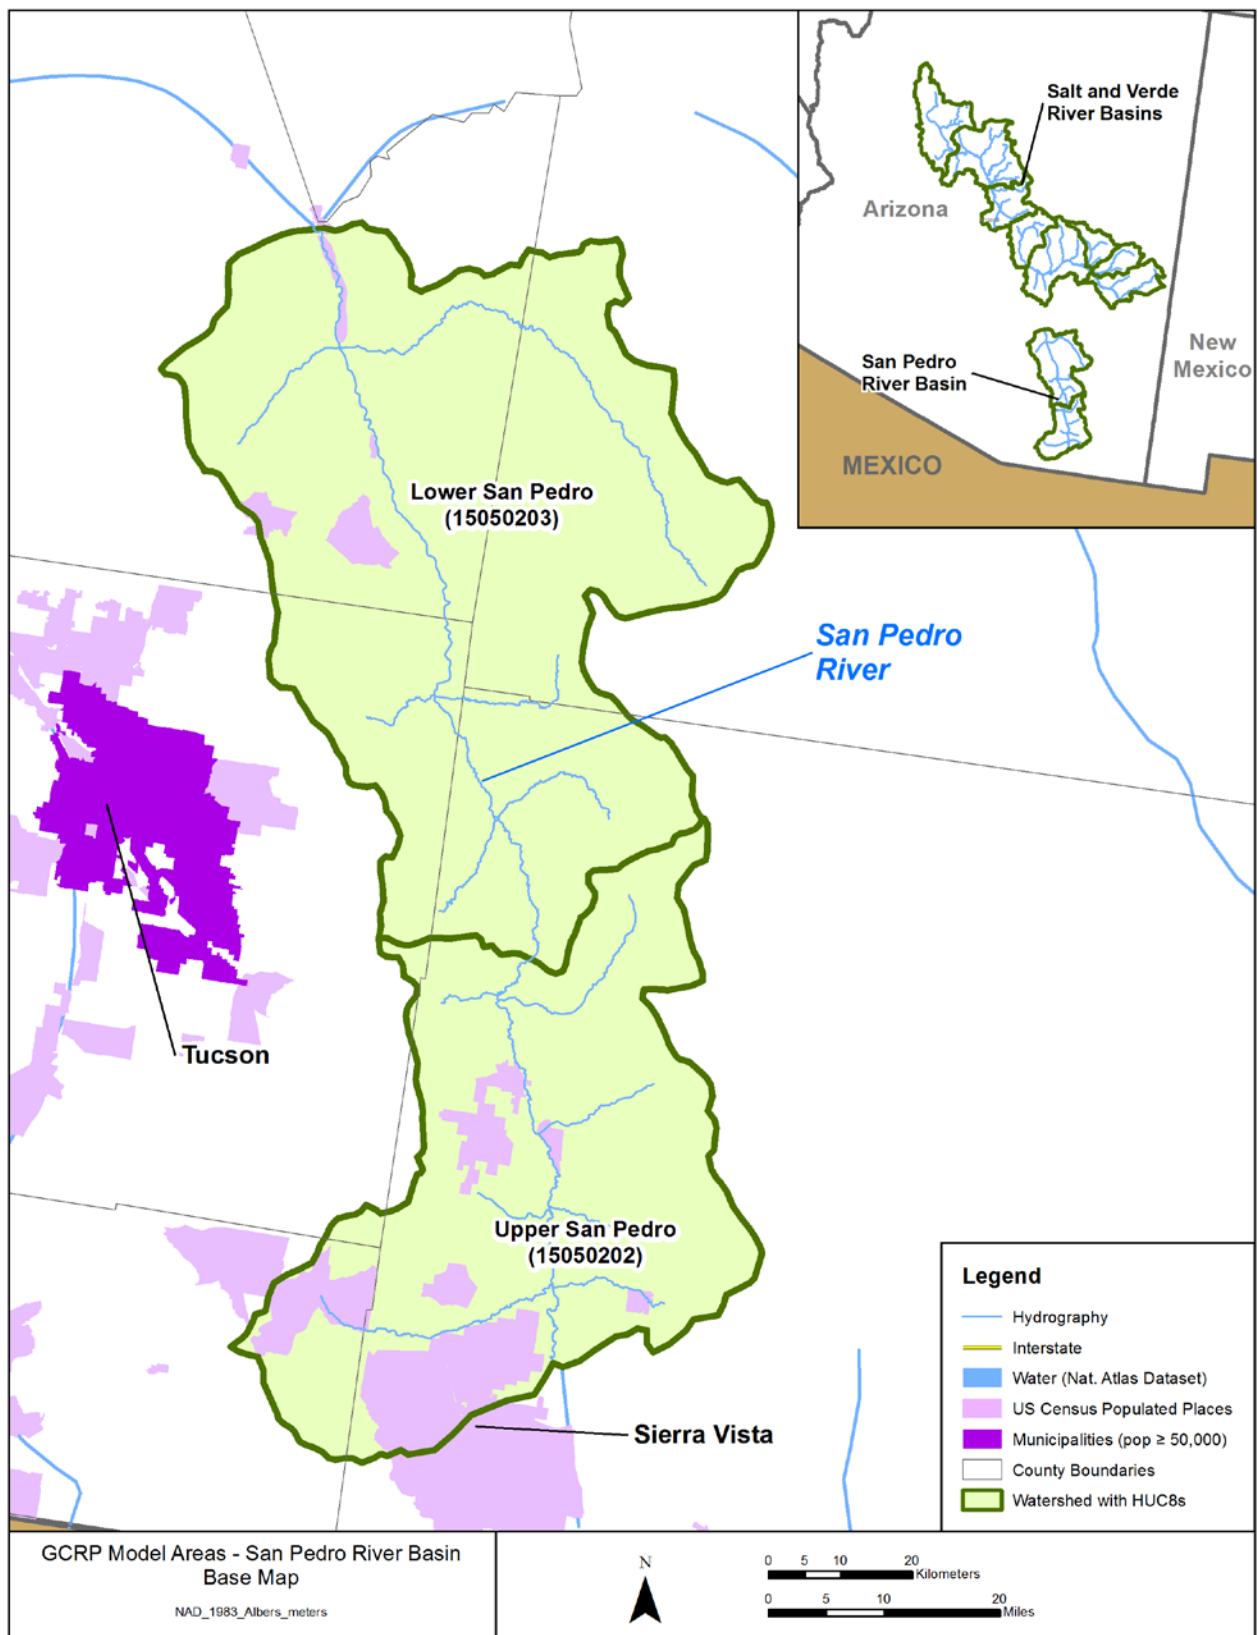 Salt and Verde
River Basins
Arizona
New
Mexico
San Pedro
River Basin
MEXICO
Lower San Pedro
(15050203)
San Pedro
River
Tucson
Upper San Pedro
(15050202)
Sierra Vista
Legend
Hydrography
Interstate
Water (Nat. Atlas Dataset)
US Census Populated Places
Municipalities (pop ≥ 50,000)
County Boundaries
Watershed with HUC8s
GCRP Model Areas - San Pedro River Basin
Base Map
NAD_1983_Albers_meters
N
0 5 10 20
Kilometers
0 5 10 20
Miles